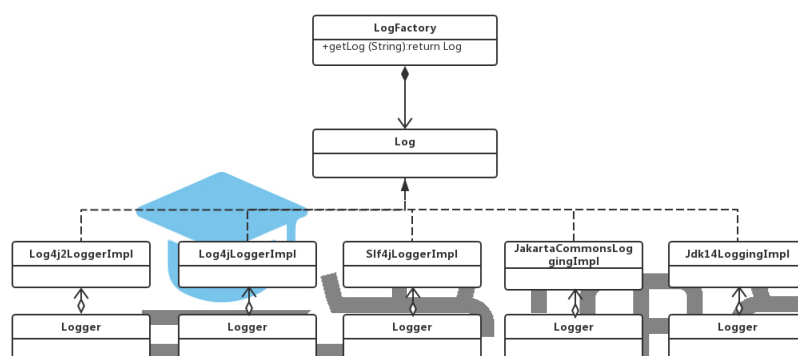 LogFactory
+getLog (String):return Log
Log
Log4j2LoggerImpl
Log4jLoggerImpl
Slf4jLoggerImpl
JakartaCommonsLog
gingImpl
Jdk14LoggingImpl
Logger
Logger
Logger
Logger
Logger